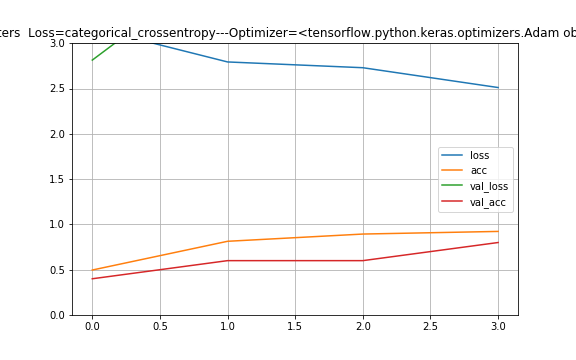 ters Loss=categorical_crossentropy---Optimizer=<tensorflow.python.keras.optimizers.Adam ob
3.0
2.5
2.0
1.5
1.0
0.5
0.0
loss
acc
val_loss
val_acc
0.0 0.5 1.0 1.5 2.0 2.5 3.0